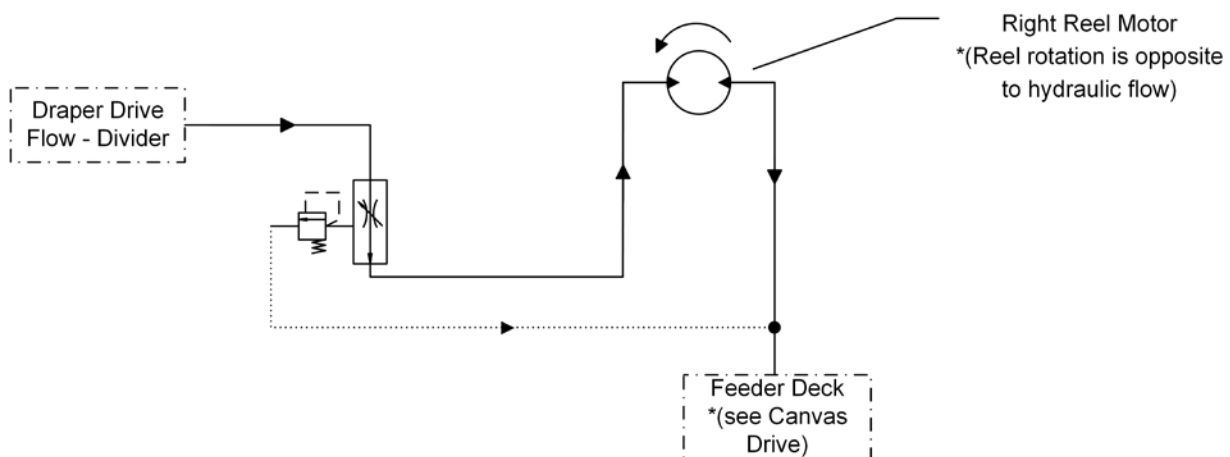 Right Reel Motor
*(Reel rotation is opposite
to hydraulic flow)
Draper Drive
Flow - Divider
Feeder Deck
*(see Canvas
Drive)